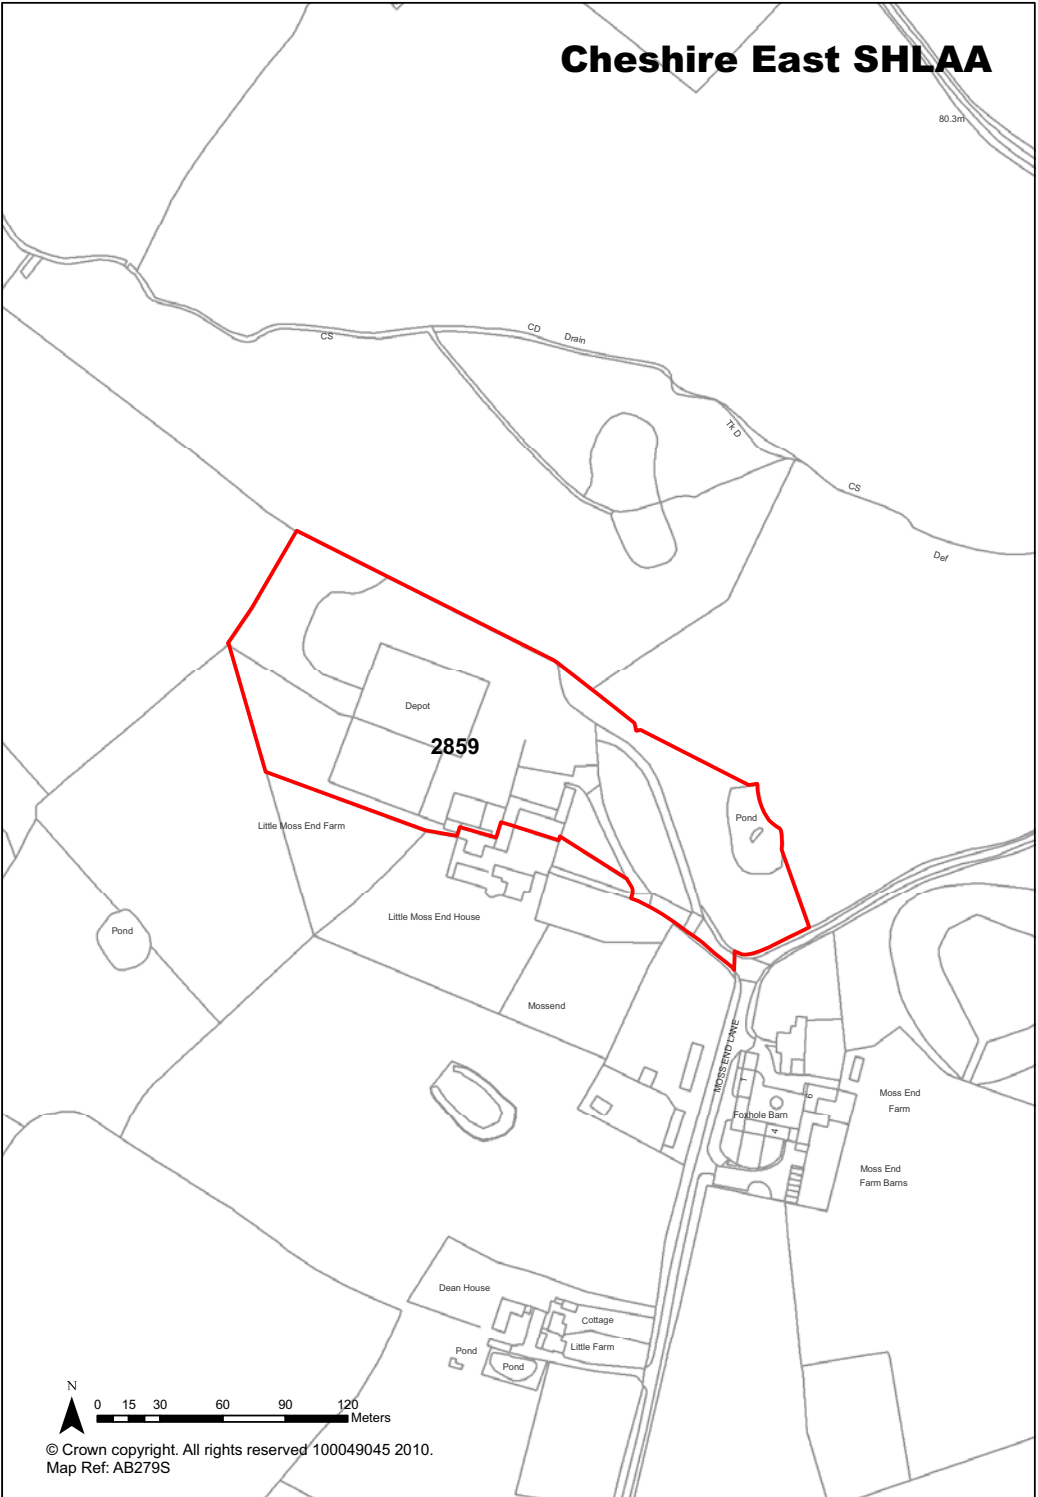 Cheshire East SHLAA
80.3m
CS
CD
Drain
Tk D
CS
Def
Depot
2859
Pond
Little Moss End Farm
Little Moss End House
Pond
Mossend
MOSS END LANE
1
6
Foxhole Barn
4
Moss End
Farm
Moss End
Farm Barns
Dean House
Cottage
Little Farm
Pond
Pond
N
0 15 30 60 90 120
Meters
© Crown copyright. All rights reserved 100049045 2010.
Map Ref: AB279S